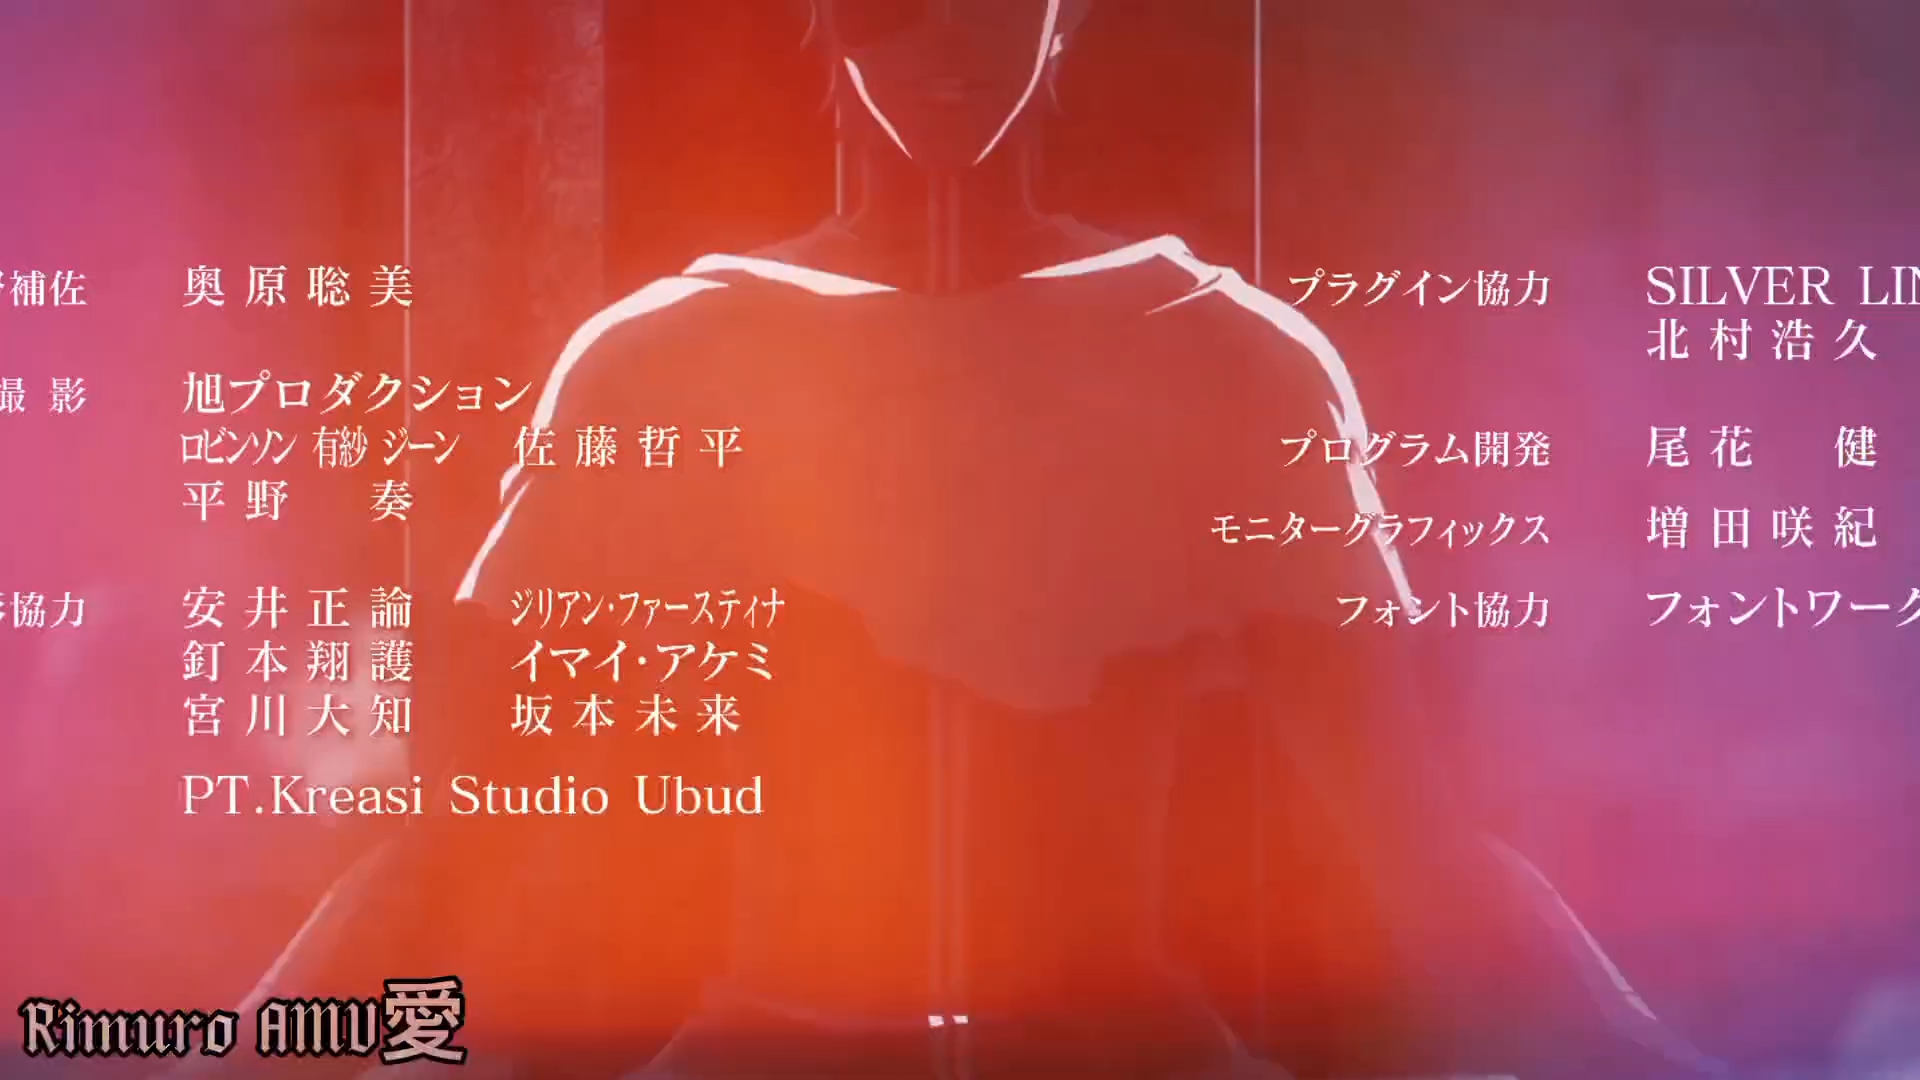 補佐 奥原聡美
撮影 旭プロダクション
ロビンソン 有紗 ジーン 佐藤哲平
平野 奏
協力 安井正論 ジリアン・ファースティナ
釘本翔護 イマイ・アケミ
宮川大知 坂本未来
PT.Kreasi Studio Ubud
プラグイン協力 SILVER LIN
北村浩久
プログラム開発 尾花 健
モニターグラフィックス 増田咲紀
フォント協力 フォントワーク
Rimuro AMV愛